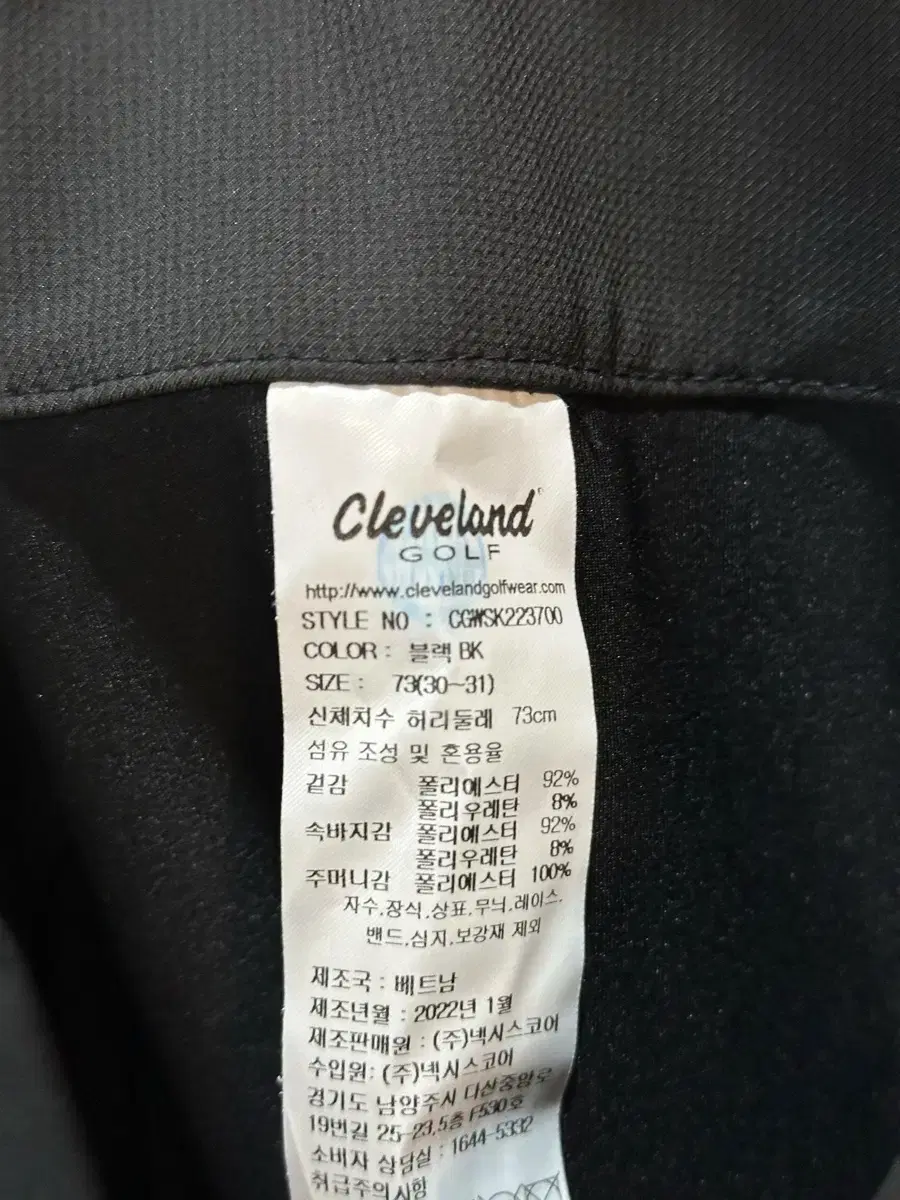 Cleveland
GOLF
http://www.clevelandgolfwear.com
STYLE NO : CGWSK223700
COLOR : 블랙 BK
SIZE : 73(30~31)
신체치수 허리둘레 73cm
섬유 조성 및 혼용율
겉감 폴리에스터 92%
폴리우레탄 8%
속바지감 폴리에스터 92%
폴리우레탄 8%
주머니감 폴리에스터 100%
자수,장식,상표,무늬,레이스,
밴드,심지,보강재 제외
제조국 : 베트남
제조년월 : 2022년 1월
제조판매원 : (주)넥시스코어
수입원: (주)넥시스코어
경기도 남양주시 다산중앙로
19번길 25-23,5층 F530호
소비자 상담실 : 1644-5332
취급주의사항